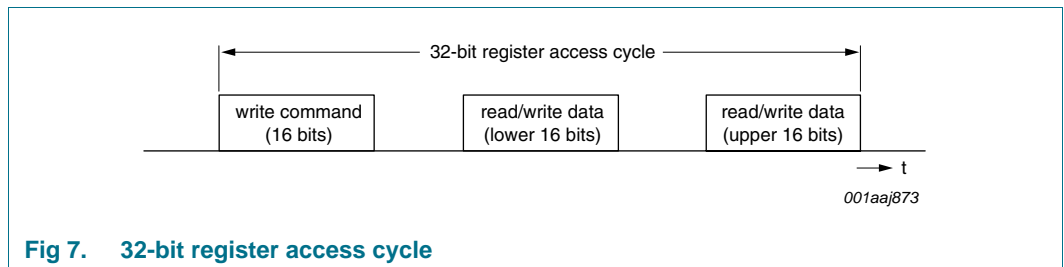 32-bit register access cycle
write command
(16 bits)
read/write data
(lower 16 bits)
read/write data
(upper 16 bits)
t
001aaj873
Fig 7. 32-bit register access cycle